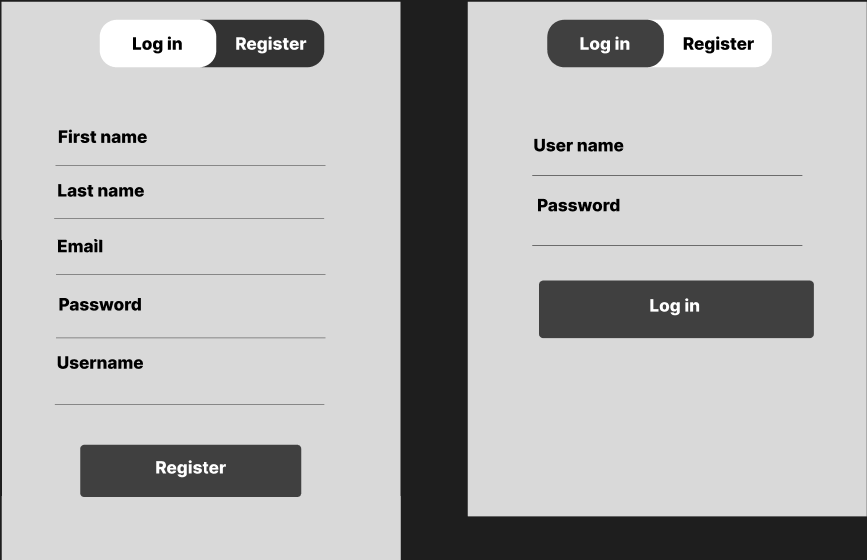 Log in
Register
First name
Last name
Email
Password
Username
Register
Log in
Register
User name
Password
Log in